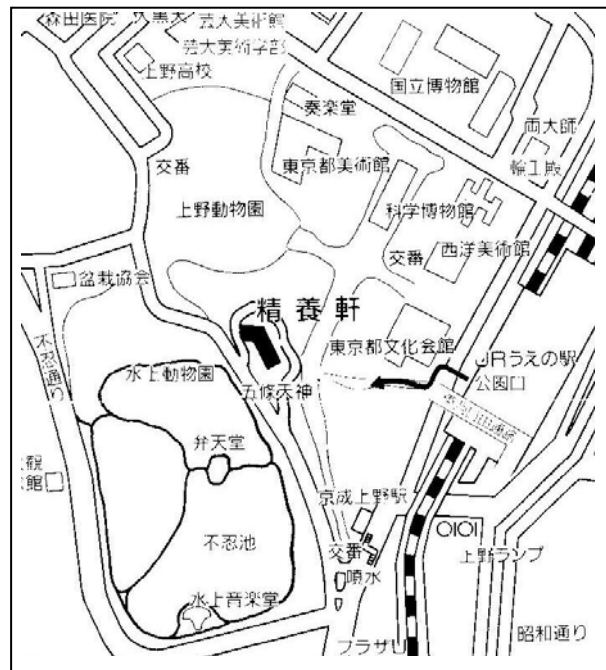 森田医院
芸大美術館
芸大美術学部
上野高校
国立博物館
奏楽堂
両大師
輪王殿
交番
東京都美術館
科学博物館
上野動物園
交番
西洋美術館
盆栽協会
精養軒
東京都文化会館
JRうえの駅
公園口
不忍通り
水上動物園
五條天神
弁天堂
京成上野駅
不忍池
交番
噴水
OIOI
上野ランプ
水上音楽堂
昭和通り